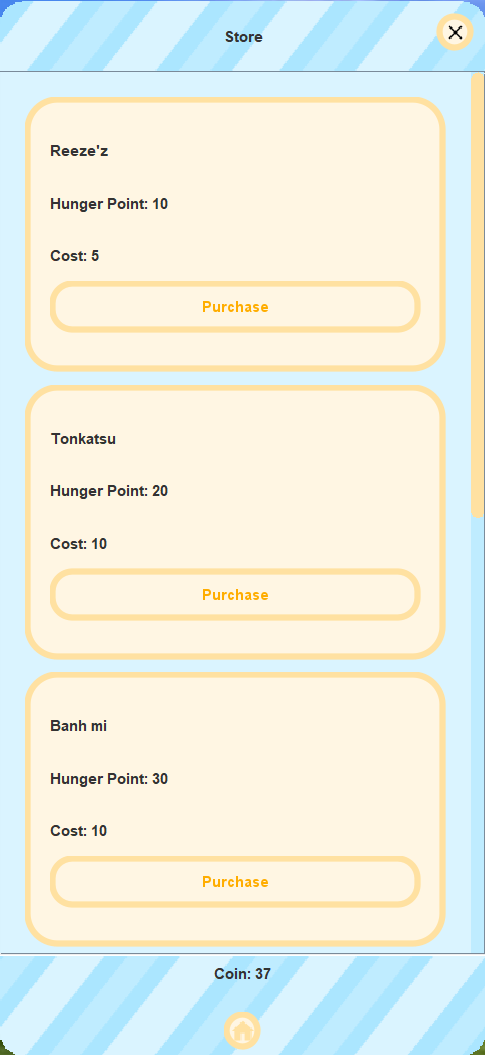 Store
Reeze'z
Hunger Point: 10
Cost: 5
Purchase
Tonkatsu
Hunger Point: 20
Cost: 10
Purchase
Banh mi
Hunger Point: 30
Cost: 10
Purchase
Coin: 37